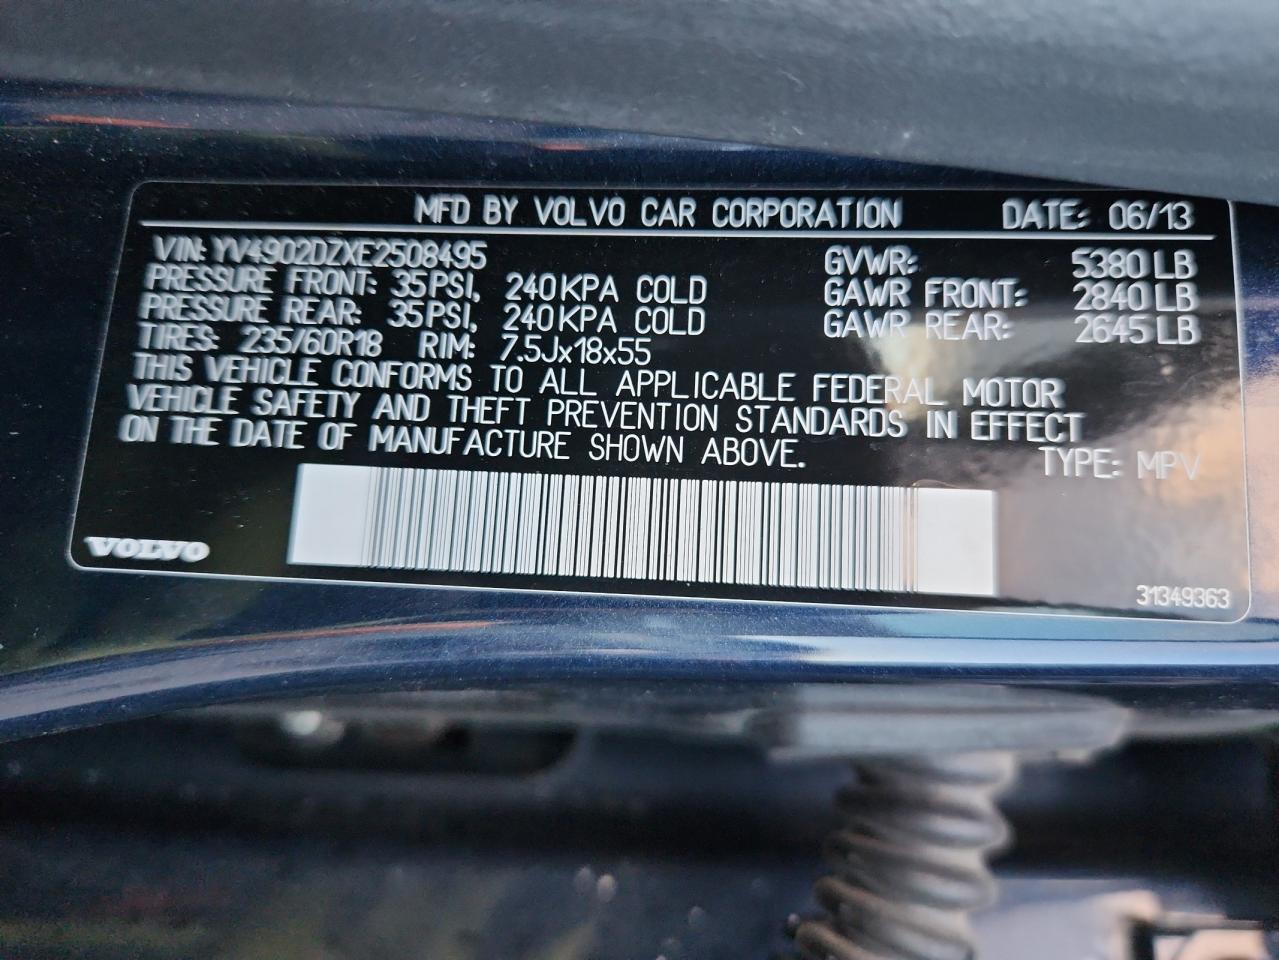 MFD BY VOLVO CAR CORPORATION DATE: 06/13
VIN: YV4902DZXE2508495 GVWR: 5380 LB
PRESSURE FRONT: 35 PSI, 240 KPA COLD GAWR FRONT: 2840 LB
PRESSURE REAR: 35 PSI, 240 KPA COLD GAWR REAR: 2645 LB
TIRES: 235/60R18 RIM: 7.5Jx18x55
THIS VEHICLE CONFORMS TO ALL APPLICABLE FEDERAL MOTOR
VEHICLE SAFETY AND THEFT PREVENTION STANDARDS IN EFFECT
ON THE DATE OF MANUFACTURE SHOWN ABOVE.
TYPE: MPV
VOLVO
31349363